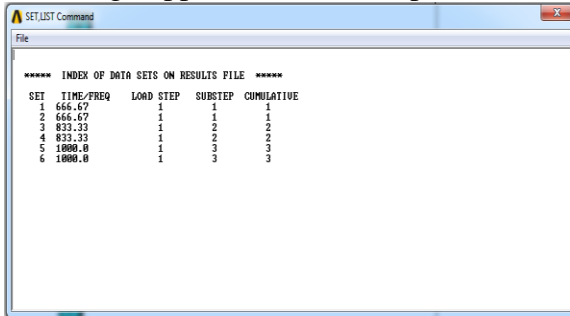 SET,LIST Command
File
***** INDEX OF DATA SETS ON RESULTS FILE *****
SET TIME/FREQ LOAD STEP SUBSTEP CUMULATIVE
1 666.67 1 1 1
2 666.67 1 1 1
3 833.33 1 2 2
4 833.33 1 2 2
5 1000.0 1 3 3
6 1000.0 1 3 3